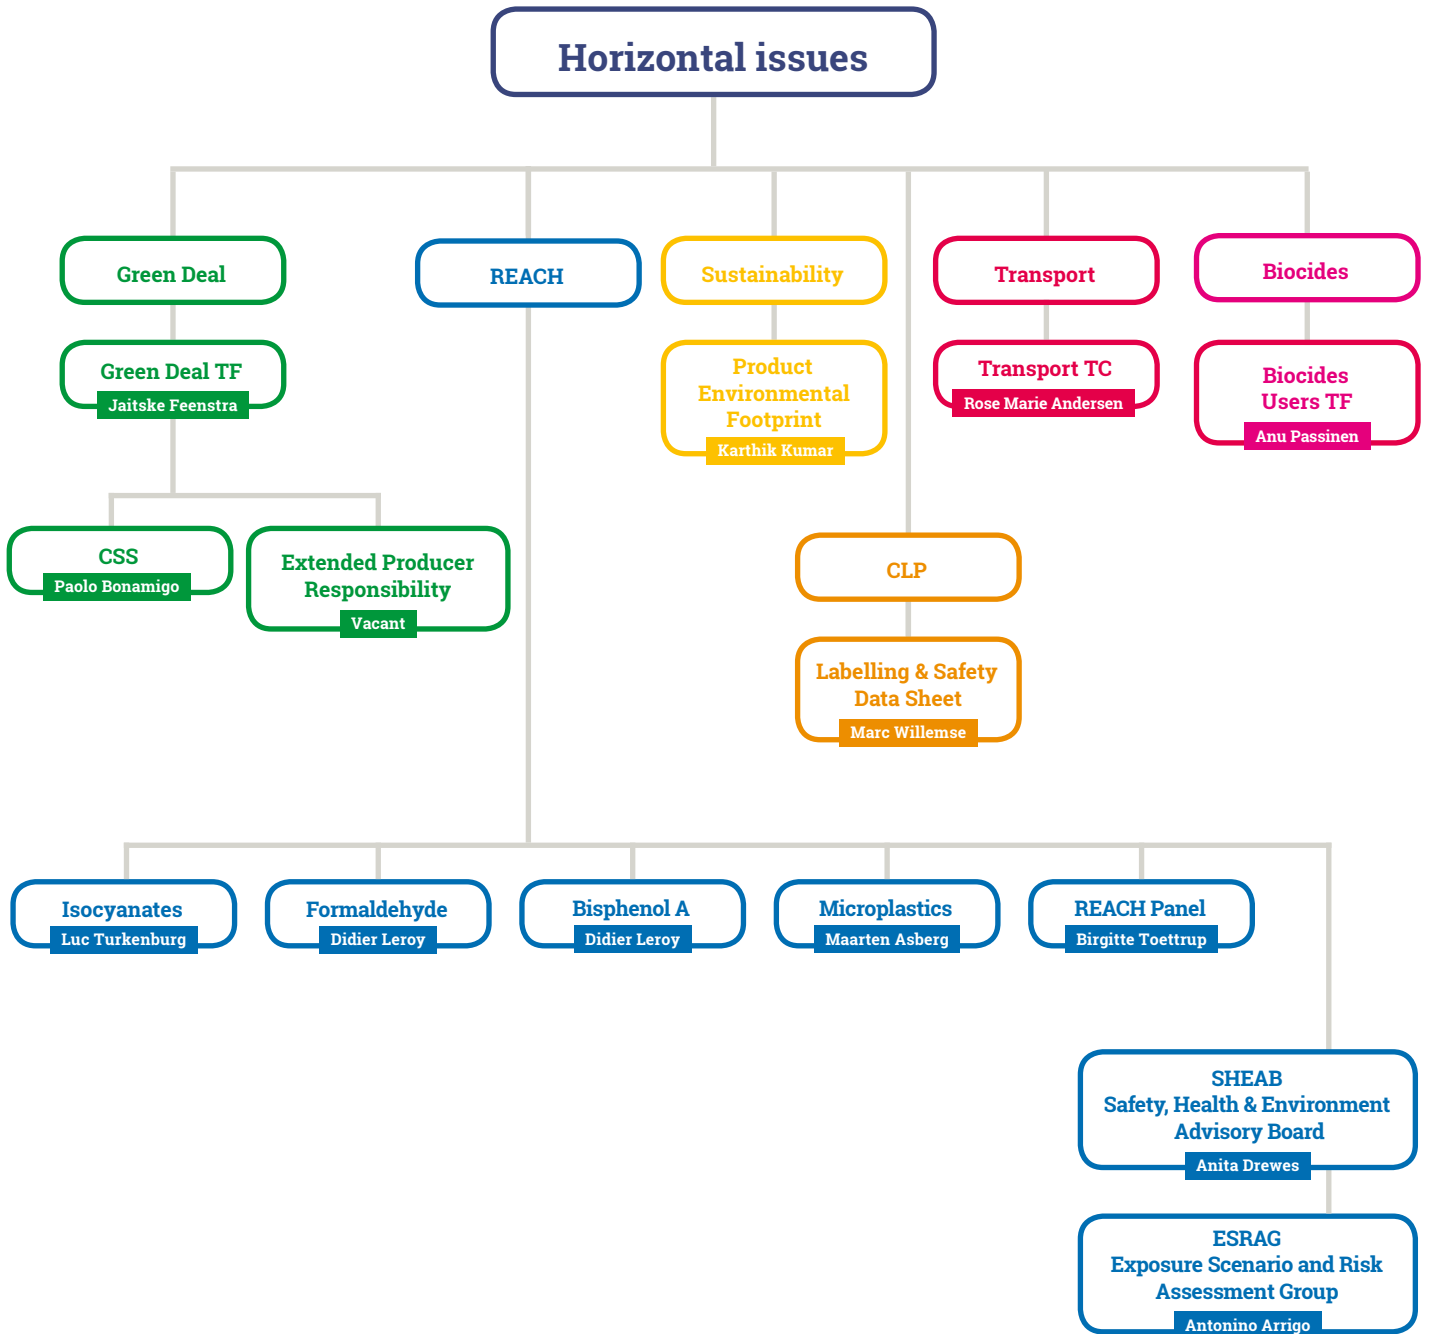 Horizontal issues
Green Deal
REACH
Sustainability
Transport
Biocides
Green Deal TF
Jaitske Feenstra
Product
Environmental
Footprint
Karthik Kumar
Transport TC
Rose Marie Andersen
Biocides
Users TF
Anu Passinen
CSS
Paolo Bonamigo
Extended Producer
Responsibility
Vacant
CLP
Labelling & Safety
Data Sheet
Marc Willemse
Isocyanates
Luc Turkenburg
Formaldehyde
Didier Leroy
Bisphenol A
Didier Leroy
Microplastics
Maarten Asberg
REACH Panel
Birgitte Toettrup
SHEAB
Safety, Health & Environment
Advisory Board
Anita Drewes
ESRAG
Exposure Scenario and Risk
Assessment Group
Antonino Arrigo